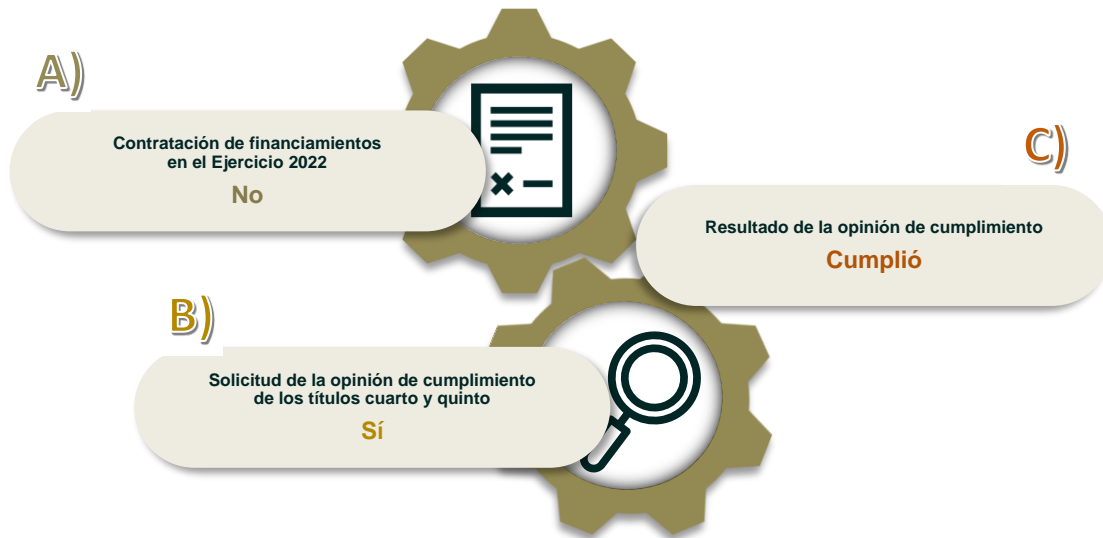 A)
Contratación de financiamientos
en el Ejercicio 2022
No
B)
Solicitud de la opinión de cumplimiento
de los títulos cuarto y quinto
Sí
C)
Resultado de la opinión de cumplimiento
Cumplió